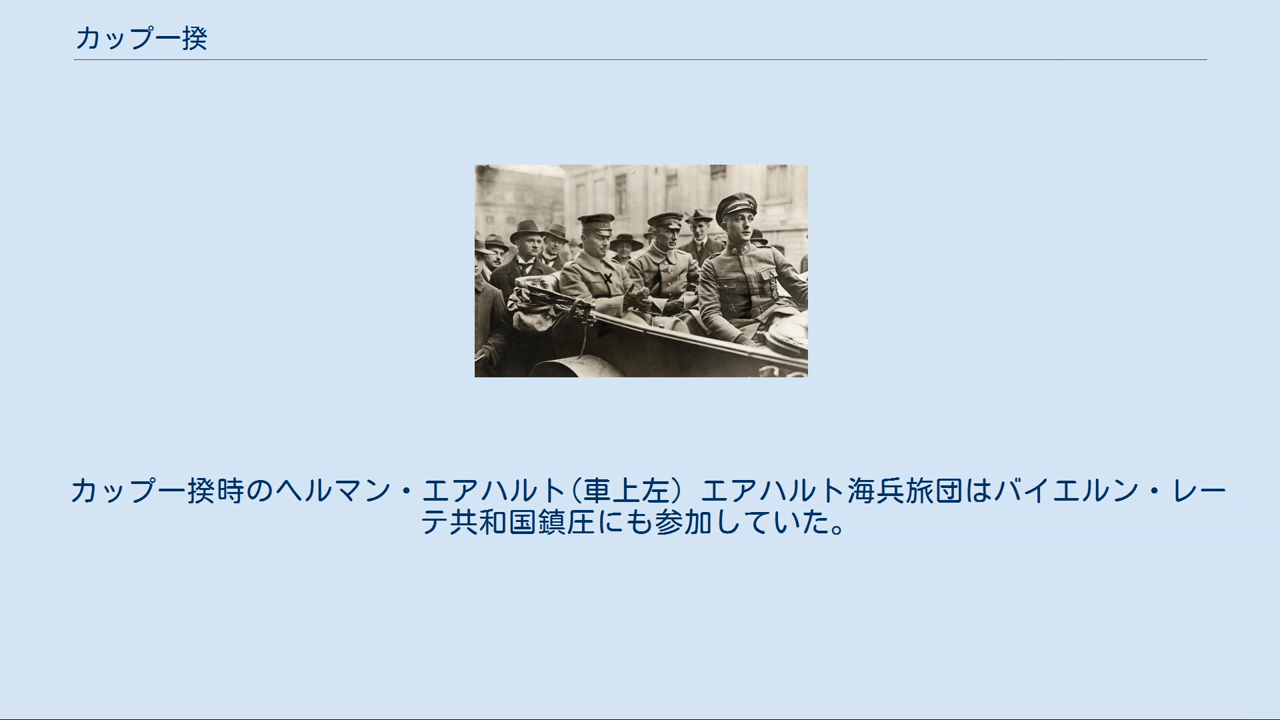 カップ一揆
カップ一揆時のヘルマン・エアハルト(車上左）エアハルト海兵旅団はバイエルン・レー
テ共和国鎮圧にも参加していた。